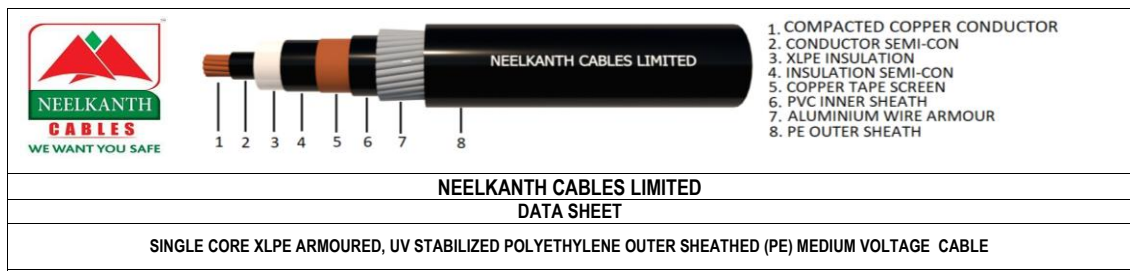 NEELKANTH
CABLES
WE WANT YOU SAFE
NEELKANTH CABLES LIMITED
1 2 3 4 5 6 7 8
1. COMPACTED COPPER CONDUCTOR
2. CONDUCTOR SEMI-CON
3. XLPE INSULATION
4. INSULATION SEMI-CON
5. COPPER TAPE SCREEN
6. PVC INNER SHEATH
7. ALUMINIUM WIRE ARMOUR
8. PE OUTER SHEATH
NEELKANTH CABLES LIMITED
DATA SHEET
SINGLE CORE XLPE ARMOURED, UV STABILIZED POLYETHYLENE OUTER SHEATHED (PE) MEDIUM VOLTAGE CABLE